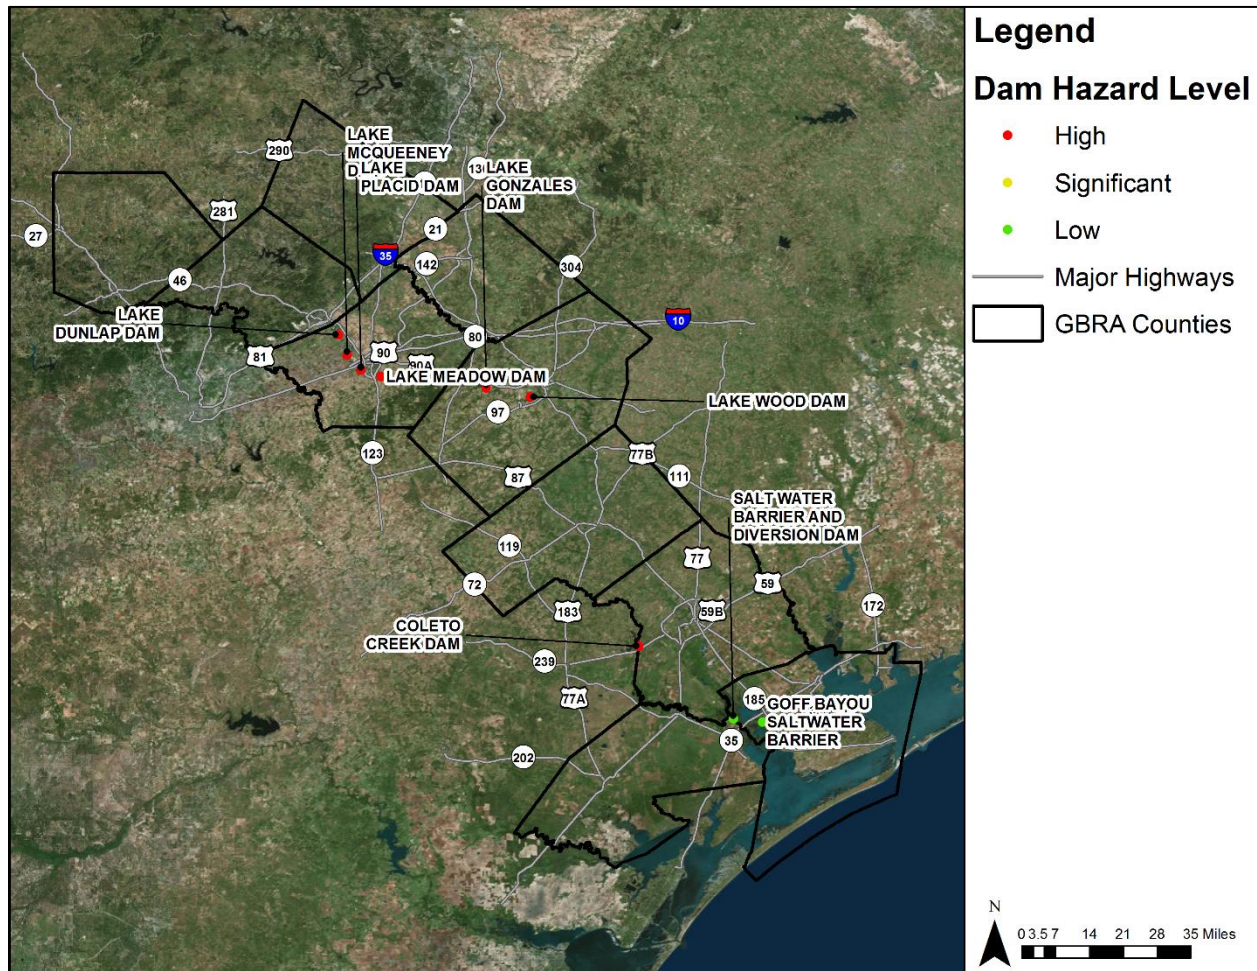 Legend
Dam Hazard Level
High
Significant
Low
Major Highways
GBRA Counties
LAKE
MCQUEENEY
D
LAKE
PLACID DAM
LAKE
GONZALES
DAM
290
281
27
46
35
21
142
304
10
LAKE
DUNLAP DAM
81
90
90A
80
LAKE MEADOW DAM
97
LAKE WOOD DAM
123
87
77B
111
SALT WATER
BARRIER AND
DIVERSION DAM
119
72
77
59
183
59B
172
COLETO
CREEK DAM
239
77A
185
GOFF BAYOU
SALTWATER
BARRIER
35
202
N
0 3.5 7 14 21 28 35 Miles